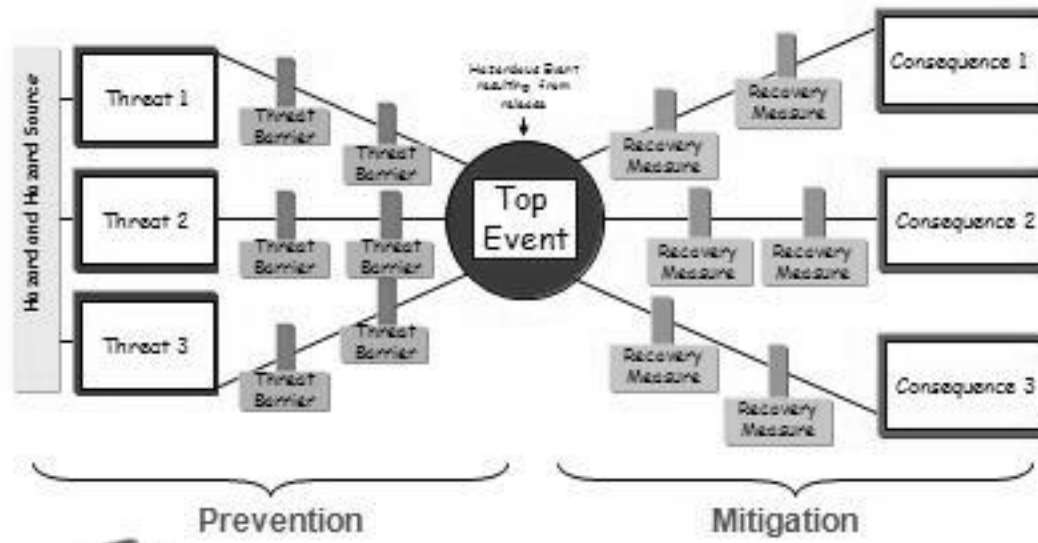 Hazard and Hazard Source
Threat 1
Threat 2
Threat 3
Threat
Barrier
Threat
Barrier
Threat
Barrier
Threat
Barrier
Threat
Barrier
Threat
Barrier
Hazardous Event
resulting from
release
Top
Event
Recovery
Measure
Recovery
Measure
Recovery
Measure
Recovery
Measure
Recovery
Measure
Recovery
Measure
Consequence 1
Consequence 2
Consequence 3
Prevention
Mitigation